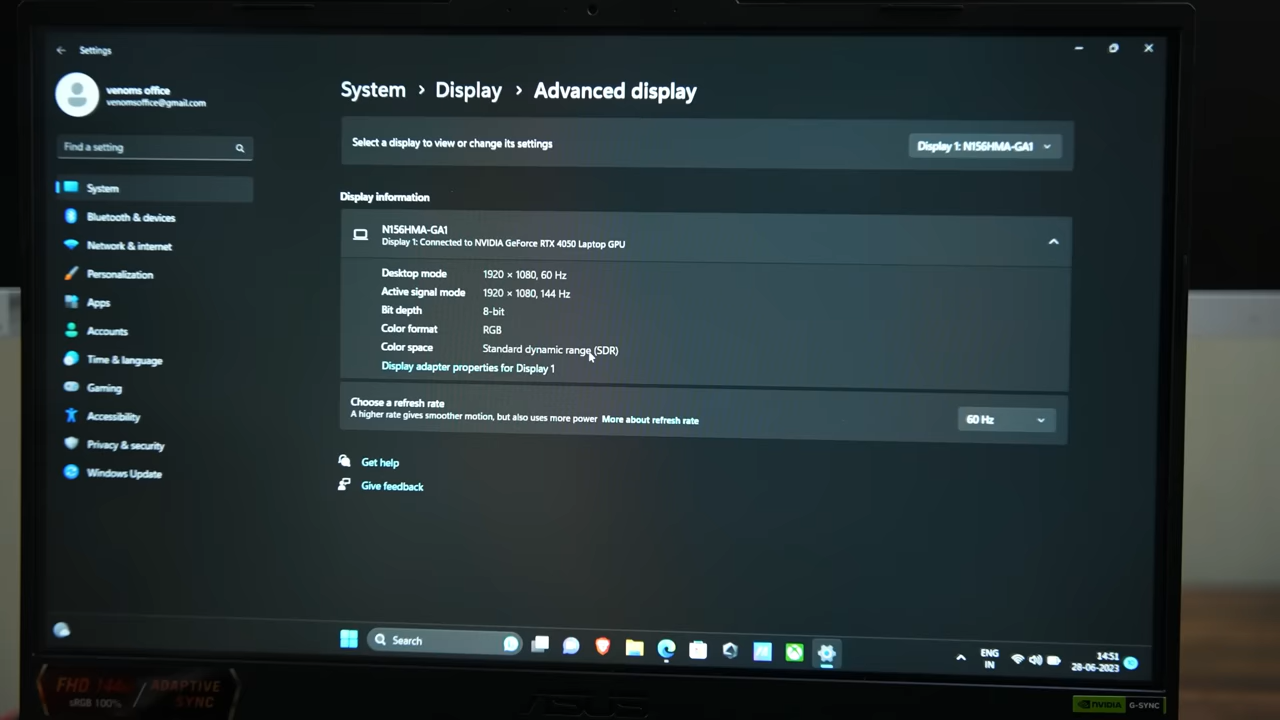 Settings
venoms office
venomsoffice@gmail.com
Find a setting
System
Bluetooth & devices
Network & internet
Personalization
Apps
Accounts
Time & language
Gaming
Accessibility
Privacy & security
Windows Update
System › Display › Advanced display
Select a display to view or change its settings
Display 1: N156HMA-GA1
Display information
N156HMA-GA1
Display 1: Connected to NVIDIA GeForce RTX 4050 Laptop GPU
Desktop mode 1920 × 1080, 60 Hz
Active signal mode 1920 × 1080, 144 Hz
Bit depth 8-bit
Color format RGB
Color space Standard dynamic range (SDR)
Display adapter properties for Display 1
Choose a refresh rate
A higher rate gives smoother motion, but also uses more power More about refresh rate
60 Hz
Get help
Give feedback
Search
ENG
IN
14:51
28-06-2023
FHD 144
sRGB 100%
ADAPTIVE
SYNC
ASUS
NVIDIA G-SYNC